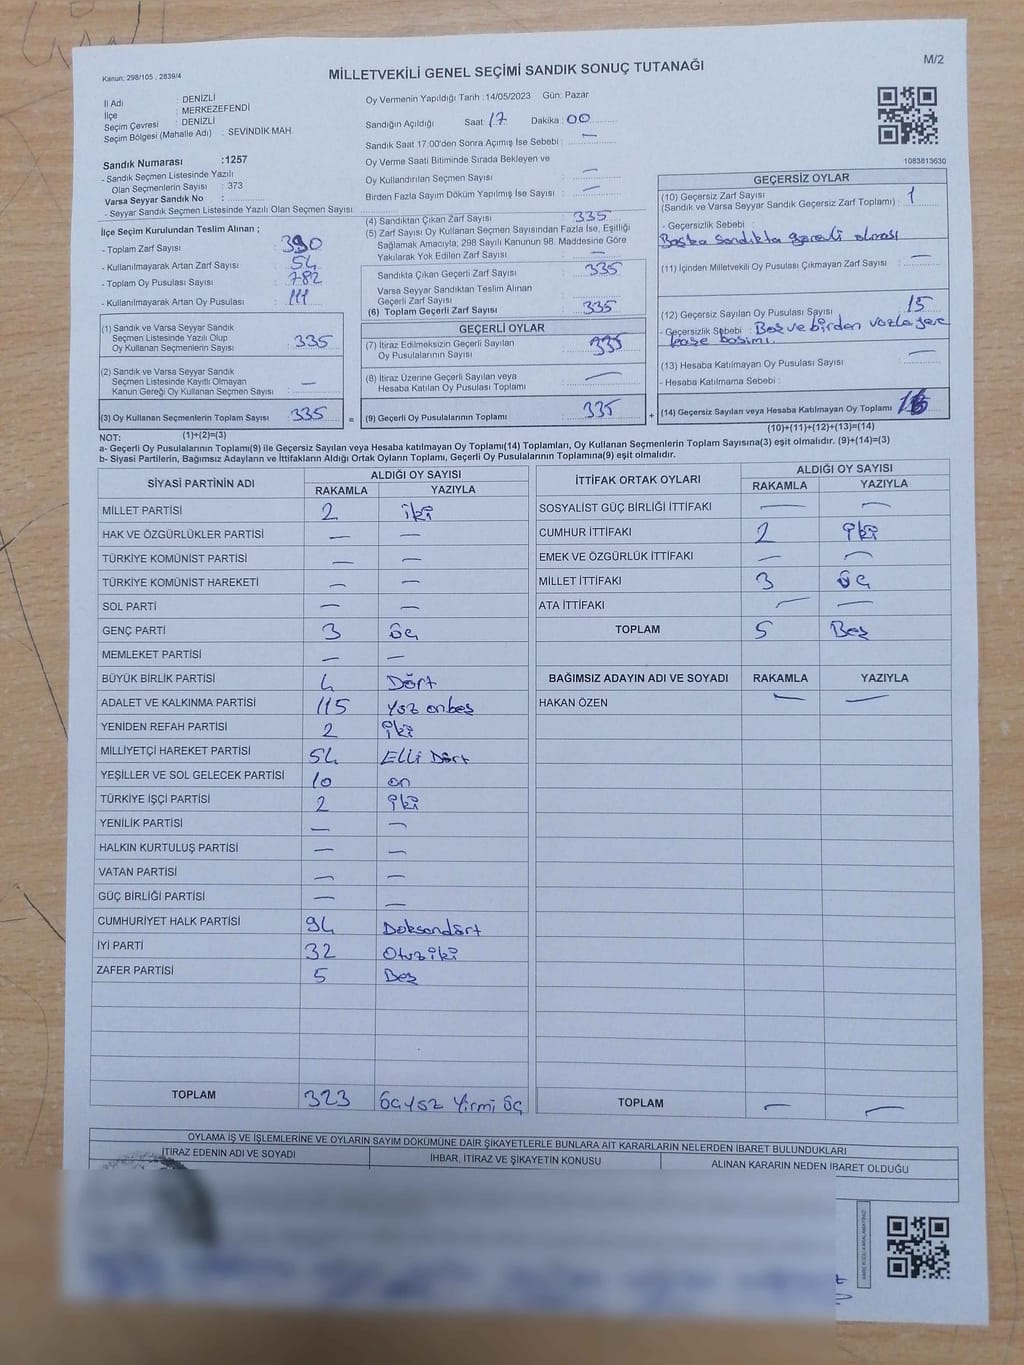 Kanun: 298/105 , 2839/4
MİLLETVEKİLİ GENEL SEÇİMİ SANDIK SONUÇ TUTANAĞI
M/2
İl Adı : DENİZLİ
İlçe : MERKEZEFENDİ
Seçim Çevresi : DENİZLİ
Seçim Bölgesi (Mahalle Adı) : SEVİNDİK MAH
Sandık Numarası :1257
- Sandık Seçmen Listesinde Yazılı
Olan Seçmenlerin Sayısı : 373
Varsa Seyyar Sandık No :
- Seyyar Sandık Seçmen Listesinde Yazılı Olan Seçmen Sayısı
Oy Vermenin Yapıldığı Tarih :14/05/2023 Gün: Pazar
Sandığın Açıldığı Saat: 17 Dakika : 00
Sandık Saat 17.00'den Sonra Açımış İse Sebebi : —
Oy Verme Saati Bitiminde Sırada Bekleyen ve
Oy Kullandırılan Seçmen Sayısı : —
Birden Fazla Sayım Döküm Yapılmış İse Sayısı : —
1083813630
İlçe Seçim Kurulundan Teslim Alınan ;
- Toplam Zarf Sayısı : 390
- Kullanılmayarak Artan Zarf Sayısı : 54
- Toplam Oy Pusulası Sayısı : 782
- Kullanılmayarak Artan Oy Pusulası : 111
(1) Sandık ve Varsa Seyyar Sandık
Seçmen Listesinde Yazılı Olup
Oy Kullanan Seçmenlerin Sayısı : 335
(2) Sandık ve Varsa Seyyar Sandık
Seçmen Listesinde Kayıtlı Olmayan
Kanun Gereği Oy Kullanan Seçmen Sayısı : —
(3) Oy Kullanan Seçmenlerin Toplam Sayısı : 335
(4) Sandıktan Çıkan Zarf Sayısı : 335
(5) Zarf Sayısı Oy Kullanan Seçmen Sayısından Fazla İse, Eşitliği
Sağlamak Amacıyla; 298 Sayılı Kanunun 98. Maddesine Göre
Yakılarak Yok Edilen Zarf Sayısı : —
Sandıkta Çıkan Geçerli Zarf Sayısı : 335
Varsa Seyyar Sandıktan Teslim Alınan
Geçerli Zarf Sayısı :
(6) Toplam Geçerli Zarf Sayısı : 335
GEÇERLİ OYLAR
(7) İtiraz Edilmeksizin Geçerli Sayılan
Oy Pusulalarının Sayısı : 335
(8) İtiraz Üzerine Geçerli Sayılan veya
Hesaba Katılan Oy Pusulası Toplamı : —
= (9) Geçerli Oy Pusulalarının Toplamı : 335 +
GEÇERSİZ OYLAR
(10) Geçersiz Zarf Sayısı
(Sandık ve Varsa Seyyar Sandık Geçersiz Zarf Toplamı) : 1
- Geçersizlik Sebebi :
Başka sandıkta görevli olması
(11) İçinden Milletvekili Oy Pusulası Çıkmayan Zarf Sayısı : —
(12) Geçersiz Sayılan Oy Pusulası Sayısı : 15
- Geçersizlik Sebebi : Boş ve birden
(13) Hesaba Katılmayan Oy Pusulası Sayısı : —
- Hesaba Katılmama Sebebi :
(14) Geçersiz Sayılan veya Hesaba Katılmayan Oy Toplamı
(10)+(11)+(12)+(13)=(14)
NOT: (1)+(2)=(3)
a- Geçerli Oy Pusulalarının Toplamı(9) ile Geçersiz Sayılan veya Hesaba katılmayan Oy Toplamı(14) Toplamları, Oy Kullanan Seçmenlerin Toplam Sayısına(3) eşit olmalıdır. (9)+(14)=(3)
b- Siyasi Partilerin, Bağımsız Adayların ve İttifakların Aldığı Ortak Oyların Toplamı, Geçerli Oy Pusulalarının Toplamına(9) eşit olmalıdır.
SİYASİ PARTİNİN ADI ALDIĞI OY SAYISI
RAKAMLA YAZIYLA
MİLLET PARTİSİ 2 iki
HAK VE ÖZGÜRLÜKLER PARTİSİ — —
TÜRKİYE KOMÜNİST PARTİSİ — —
TÜRKİYE KOMÜNİST HAREKETİ — —
SOL PARTİ — —
GENÇ PARTİ 3 üç
MEMLEKET PARTİSİ — —
BÜYÜK BİRLİK PARTİSİ 4 Dört
ADALET VE KALKINMA PARTİSİ 115 Yüz onbeş
YENİDEN REFAH PARTİSİ 2 iki
MİLLİYETÇİ HAREKET PARTİSİ 54 Elli Dört
YEŞİLLER VE SOL GELECEK PARTİSİ 10 on
TÜRKİYE İŞÇİ PARTİSİ 2 iki
YENİLİK PARTİSİ — —
HALKIN KURTULUŞ PARTİSİ — —
VATAN PARTİSİ — —
GÜÇ BİRLİĞİ PARTİSİ — —
CUMHURİYET HALK PARTİSİ 94 Doksandört
İYİ PARTİ 32 Otuziki
ZAFER PARTİSİ 5 Beş
TOPLAM 323 üçyüz Yirmi üç
İTTİFAK ORTAK OYLARI ALDIĞI OY SAYISI
RAKAMLA YAZIYLA
SOSYALİST GÜÇ BİRLİĞİ İTTİFAKI — —
CUMHUR İTTİFAKI 2 iki
EMEK VE ÖZGÜRLÜK İTTİFAKI — —
MİLLET İTTİFAKI 3 üç
ATA İTTİFAKI — —
TOPLAM 5 Beş
BAĞIMSIZ ADAYIN ADI VE SOYADI RAKAMLA YAZIYLA
HAKAN ÖZEN — —
TOPLAM — —
OYLAMA İŞ VE İŞLEMLERİNE VE OYLARIN SAYIM DÖKÜMÜNE DAİR ŞİKAYETLERLE BUNLARA AİT KARARLARIN NELERDEN İBARET BULUNDUKLARI
İTİRAZ EDENİN ADI VE SOYADI İHBAR, İTİRAZ VE ŞİKAYETİN KONUSU ALINAN KARARIN NEDEN İBARET OLDUĞU